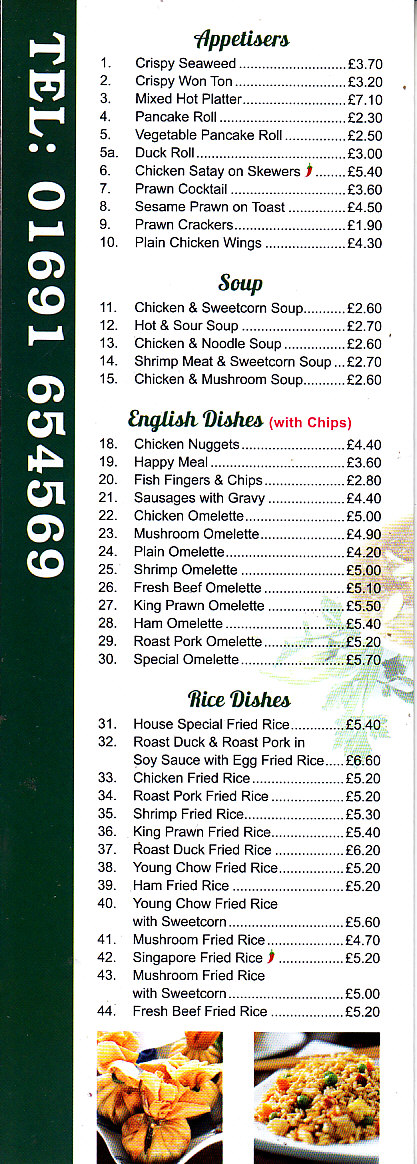 TEL: 01691 654569
Appetisers
1. Crispy Seaweed ............................£3.70
2. Crispy Won Ton ............................£3.20
3. Mixed Hot Platter...........................£7.10
4. Pancake Roll .................................£2.30
5. Vegetable Pancake Roll ................£2.50
5a. Duck Roll.......................................£3.00
6. Chicken Satay on Skewers ........£5.40
7. Prawn Cocktail ..............................£3.60
8. Sesame Prawn on Toast ...............£4.50
9. Prawn Crackers.............................£1.90
10. Plain Chicken Wings .....................£4.30
Soup
11. Chicken & Sweetcorn Soup...........£2.60
12. Hot & Sour Soup ...........................£2.70
13. Chicken & Noodle Soup ................£2.60
14. Shrimp Meat & Sweetcorn Soup ...£2.70
15. Chicken & Mushroom Soup...........£2.60
English Dishes (with Chips)
18. Chicken Nuggets...........................£4.40
19. Happy Meal ...................................£3.60
20. Fish Fingers & Chips.....................£2.80
21. Sausages with Gravy ....................£4.40
22. Chicken Omelette..........................£5.00
23. Mushroom Omelette......................£4.90
24. Plain Omelette...............................£4.20
25. Shrimp Omelette ...........................£5.00
26. Fresh Beef Omelette .....................£5.10
27. King Prawn Omelette ....................£5.50
28. Ham Omelette ...............................£5.40
29. Roast Pork Omelette .....................£5.20
30. Special Omelette...........................£5.70
Rice Dishes
31. House Special Fried Rice..............£5.40
32. Roast Duck & Roast Pork in
Soy Sauce with Egg Fried Rice.....£6.60
33. Chicken Fried Rice ........................£5.20
34. Roast Pork Fried Rice ...................£5.20
35. Shrimp Fried Rice..........................£5.30
36. King Prawn Fried Rice...................£5.40
37. Roast Duck Fried Rice ..................£6.20
38. Young Chow Fried Rice.................£5.20
39. Ham Fried Rice .............................£5.20
40. Young Chow Fried Rice
with Sweetcorn..............................£5.60
41. Mushroom Fried Rice ....................£4.70
42. Singapore Fried Rice .................£5.20
43. Mushroom Fried Rice
with Sweetcorn..............................£5.00
44. Fresh Beef Fried Rice ...................£5.20